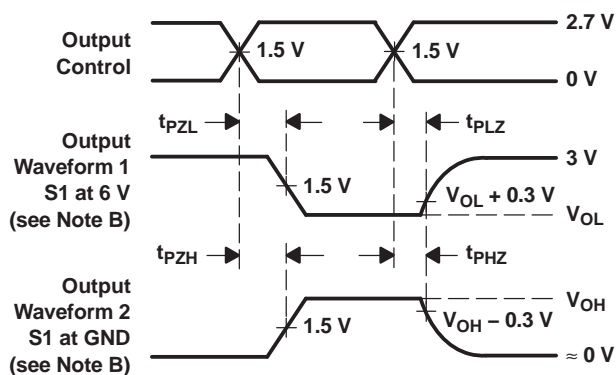 2.7 V
Output
Control
1.5 V
1.5 V
0 V
tPZL
tPLZ
Output
Waveform 1
S1 at 6 V
(see Note B)
3 V
1.5 V
VOL + 0.3 V
VOL
tPZH
tPHZ
Output
Waveform 2
S1 at GND
(see Note B)
VOH
1.5 V
VOH − 0.3 V
≈ 0 V